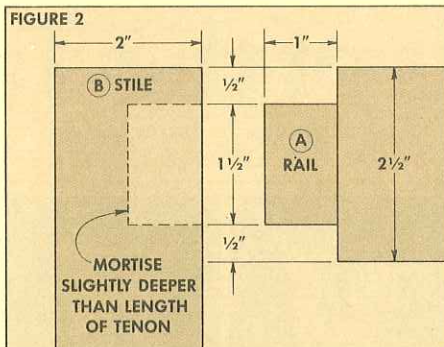 FIGURE 2
2"
1"
B STILE
½"
1½"
A
RAIL
2½"
½"
MORTISE
SLIGHTLY DEEPER
THAN LENGTH
OF TENON